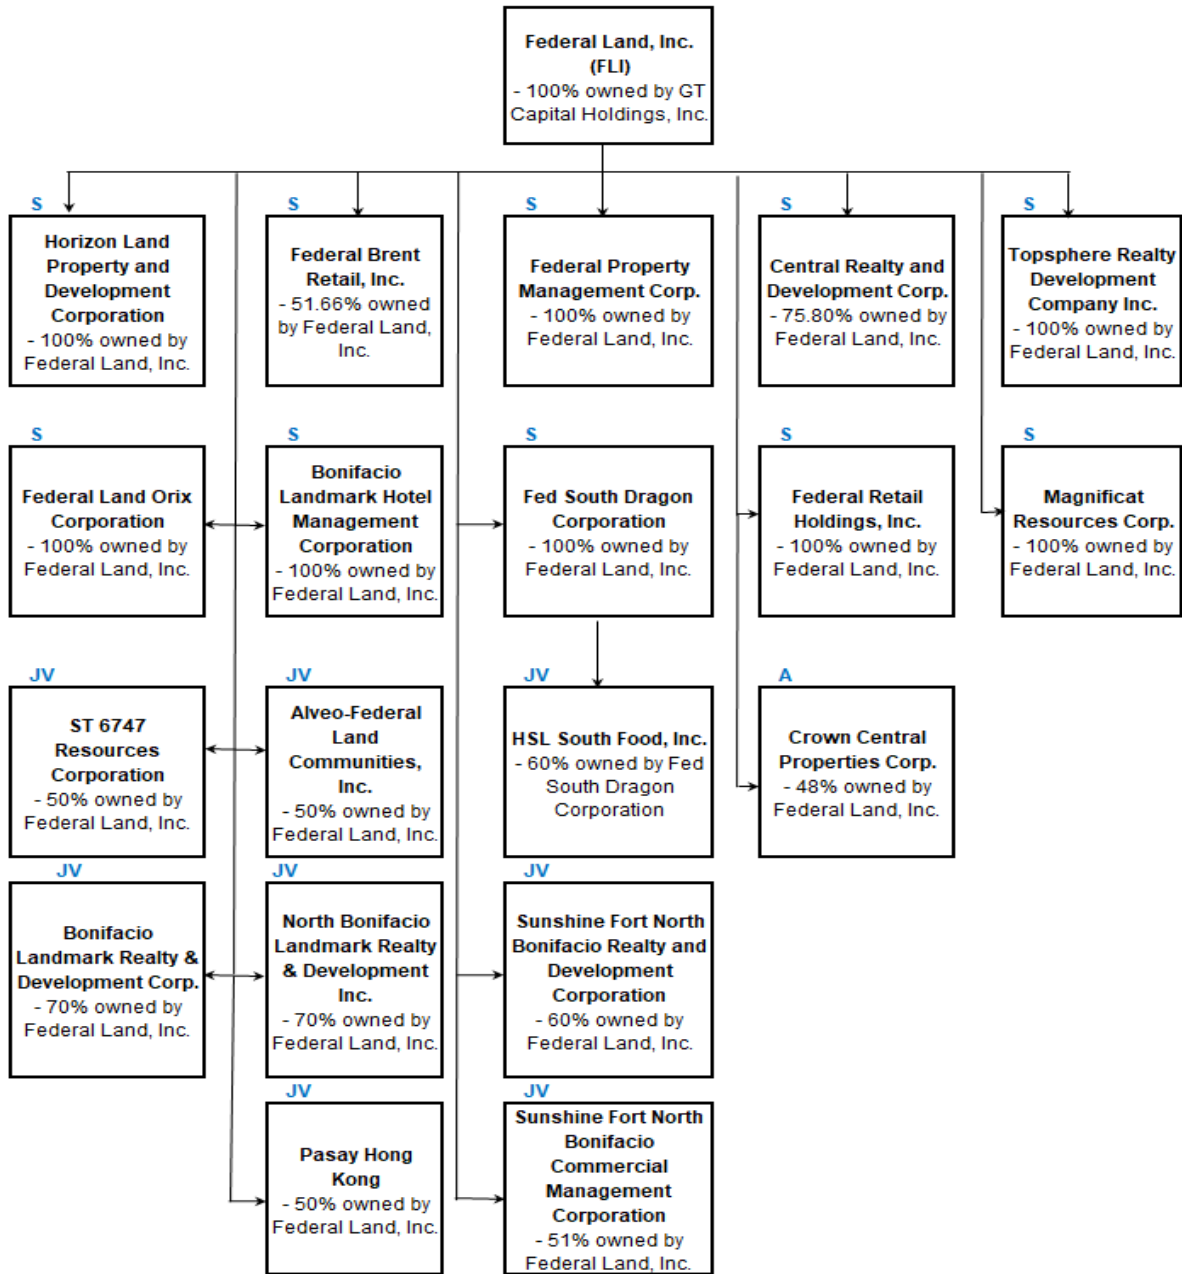 Federal Land, Inc.
(FLI)
- 100% owned by GT
Capital Holdings, Inc.
S
Horizon Land
Property and
Development
Corporation
- 100% owned by
Federal Land, Inc.
S
Federal Brent
Retail, Inc.
- 51.66% owned
by Federal Land,
Inc.
S
Federal Property
Management Corp.
- 100% owned by
Federal Land, Inc.
S
Central Realty and
Development Corp.
- 75.80% owned by
Federal Land, Inc.
S
Topsphere Realty
Development
Company Inc.
- 100% owned by
Federal Land, Inc.
S
Federal Land Orix
Corporation
- 100% owned by
Federal Land, Inc.
S
Bonifacio
Landmark Hotel
Management
Corporation
- 100% owned by
Federal Land, Inc.
S
Fed South Dragon
Corporation
- 100% owned by
Federal Land, Inc.
S
Federal Retail
Holdings, Inc.
- 100% owned by
Federal Land, Inc.
S
Magnificat
Resources Corp.
- 100% owned by
Federal Land, Inc.
JV
ST 6747
Resources
Corporation
- 50% owned by
Federal Land, Inc.
JV
Alveo-Federal
Land
Communities,
Inc.
- 50% owned by
Federal Land, Inc.
JV
HSL South Food, Inc.
- 60% owned by Fed
South Dragon
Corporation
A
Crown Central
Properties Corp.
- 48% owned by
Federal Land, Inc.
JV
Bonifacio
Landmark Realty &
Development Corp.
- 70% owned by
Federal Land, Inc.
JV
North Bonifacio
Landmark Realty
& Development
Inc.
- 70% owned by
Federal Land, Inc.
JV
Sunshine Fort North
Bonifacio Realty and
Development
Corporation
- 60% owned by
Federal Land, Inc.
JV
Pasay Hong
Kong
- 50% owned by
Federal Land, Inc.
JV
Sunshine Fort North
Bonifacio
Commercial
Management
Corporation
- 51% owned by
Federal Land, Inc.